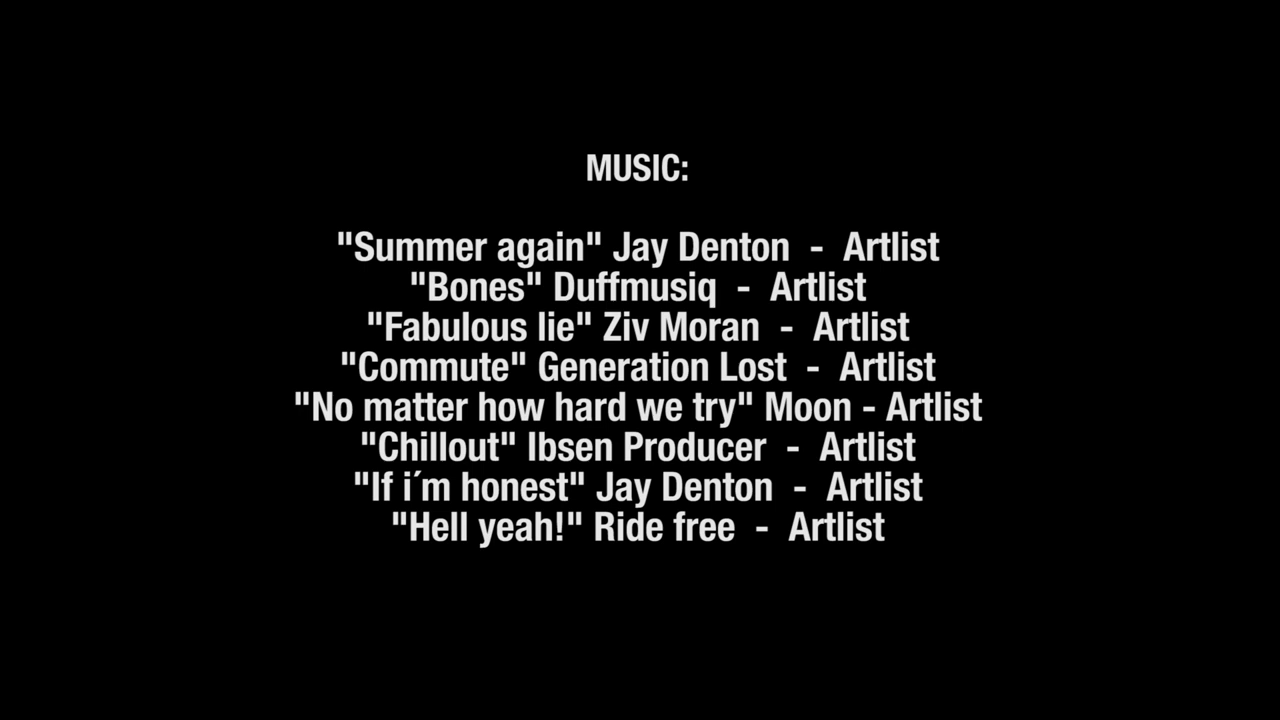 MUSIC:
"Summer again" Jay Denton  -  Artlist
"Bones" Duffmusiq  -  Artlist
"Fabulous lie" Ziv Moran  -  Artlist
"Commute" Generation Lost  -  Artlist
"No matter how hard we try" Moon - Artlist
"Chillout" Ibsen Producer  -  Artlist
"If i´m honest" Jay Denton  -  Artlist
"Hell yeah!" Ride free  -  Artlist